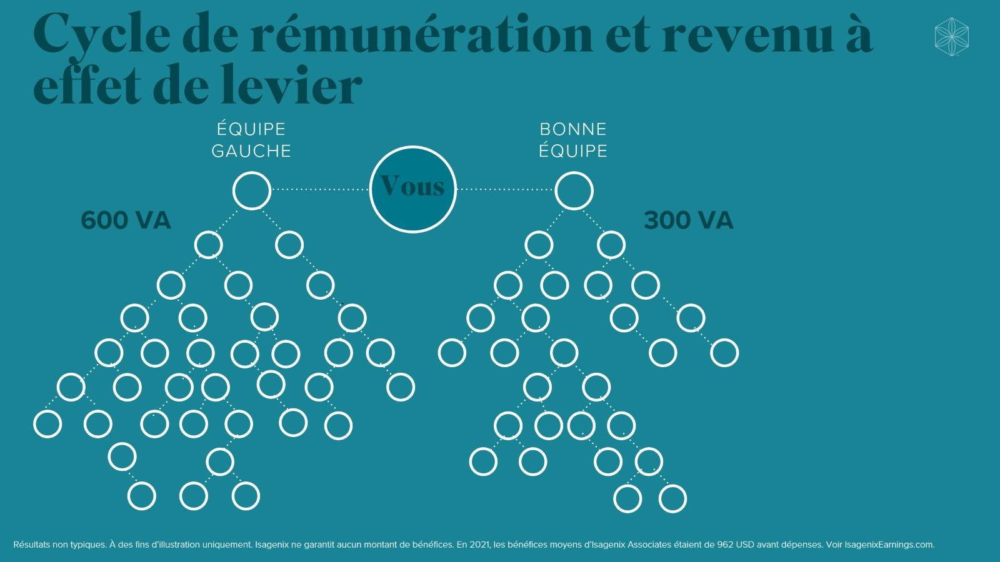 Cycle de rémunération et revenu à
effet de levier
ÉQUIPE
GAUCHE
BONNE
ÉQUIPE
Vous
600 VA
300 VA
Résultats non typiques. À des fins d'illustration uniquement. Isagenix ne garantit aucun montant de bénéfices. En 2021, les bénéfices moyens d'Isagenix Associates étaient de 962 USD avant dépenses. Voir IsagenixEarnings.com.